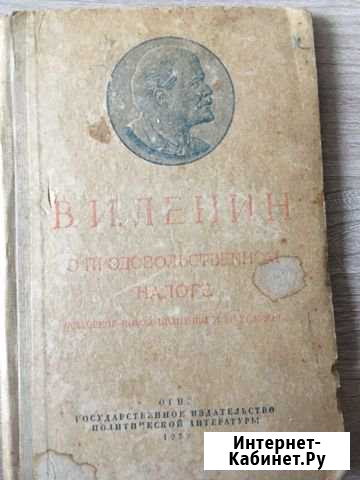 В. И. ЛЕНИН
О ПРОДОВОЛЬСТВЕННОМ
НАЛОГЕ
ОГИЗ
ГОСУДАРСТВЕННОЕ ИЗДАТЕЛЬСТВО
ПОЛИТИЧЕСКОЙ ЛИТЕРАТУРЫ
Интернет-
Кабинет.Ру